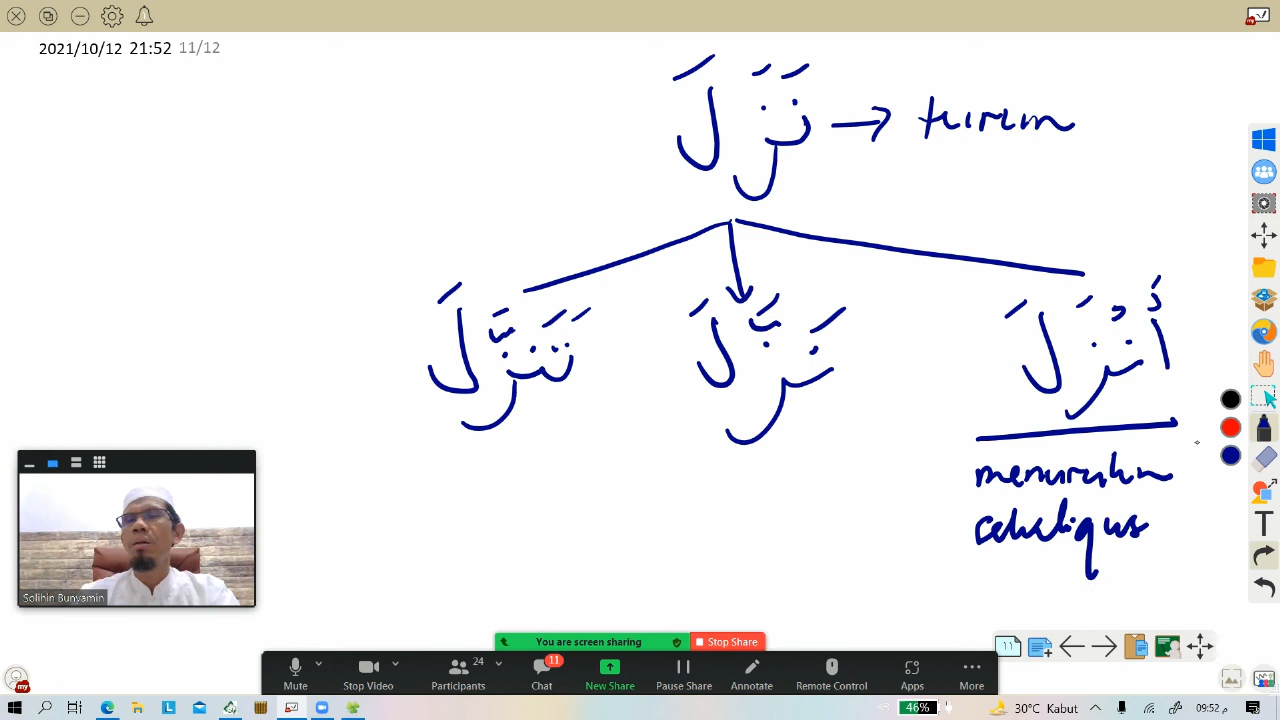 2021/10/12 21:52 11/12
نَزَلَ → turun
أَنْزَلَ
نَزَّلَ
تَنَزَّلَ
menurunkan
sekaligus
Solihin Bunyamin
You are screen sharing
Stop Share
Mute
Stop Video
24
Participants
11
Chat
New Share
Pause Share
Annotate
Remote Control
Apps
More
١١
T
46%
30°C Kabut
09:52 م